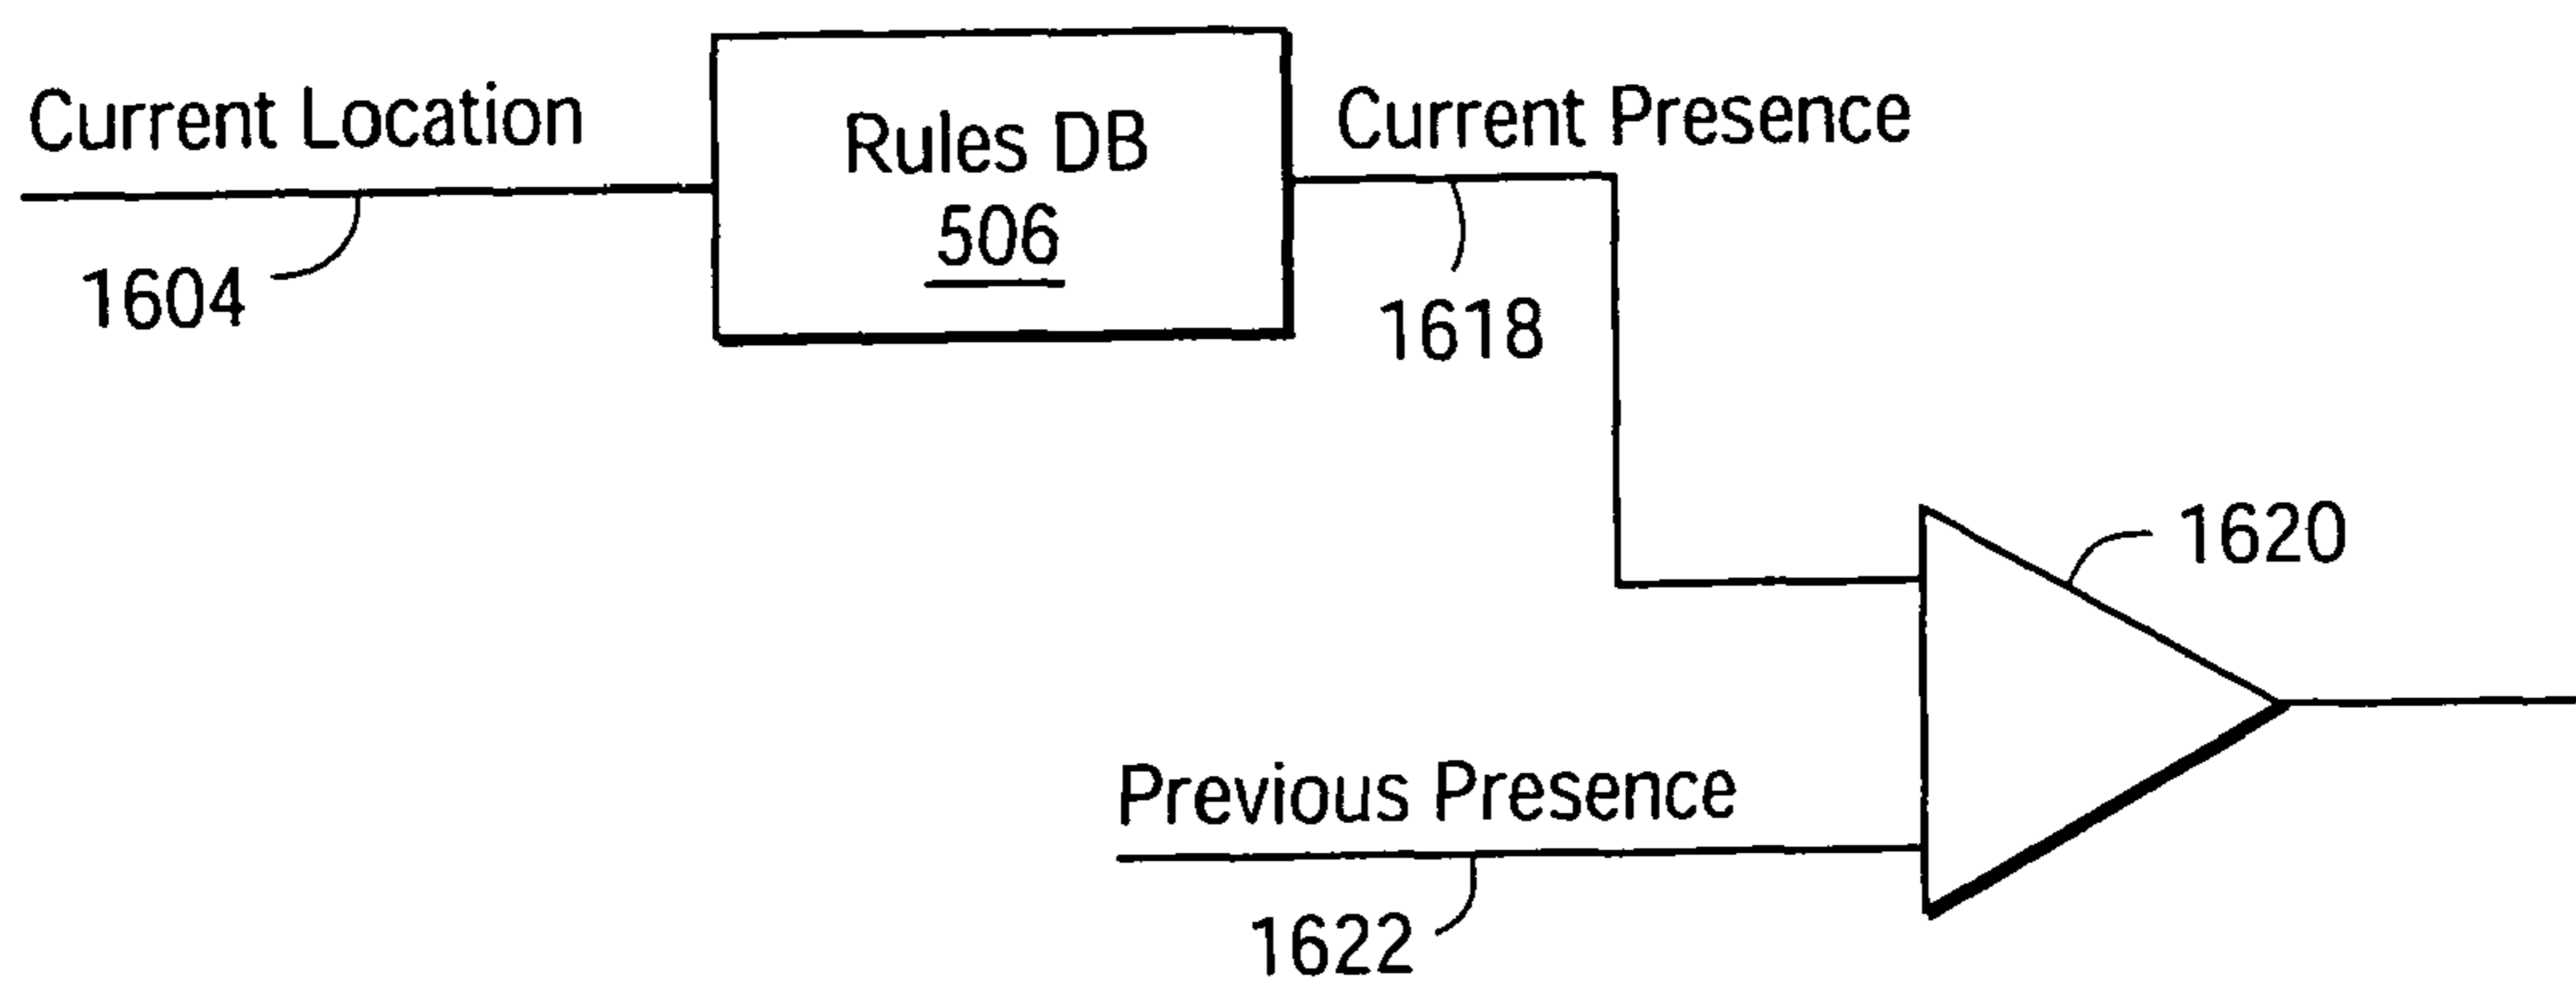 Current Location
Rules DB
506
Current Presence
1604
1618
1620
Previous Presence
1622